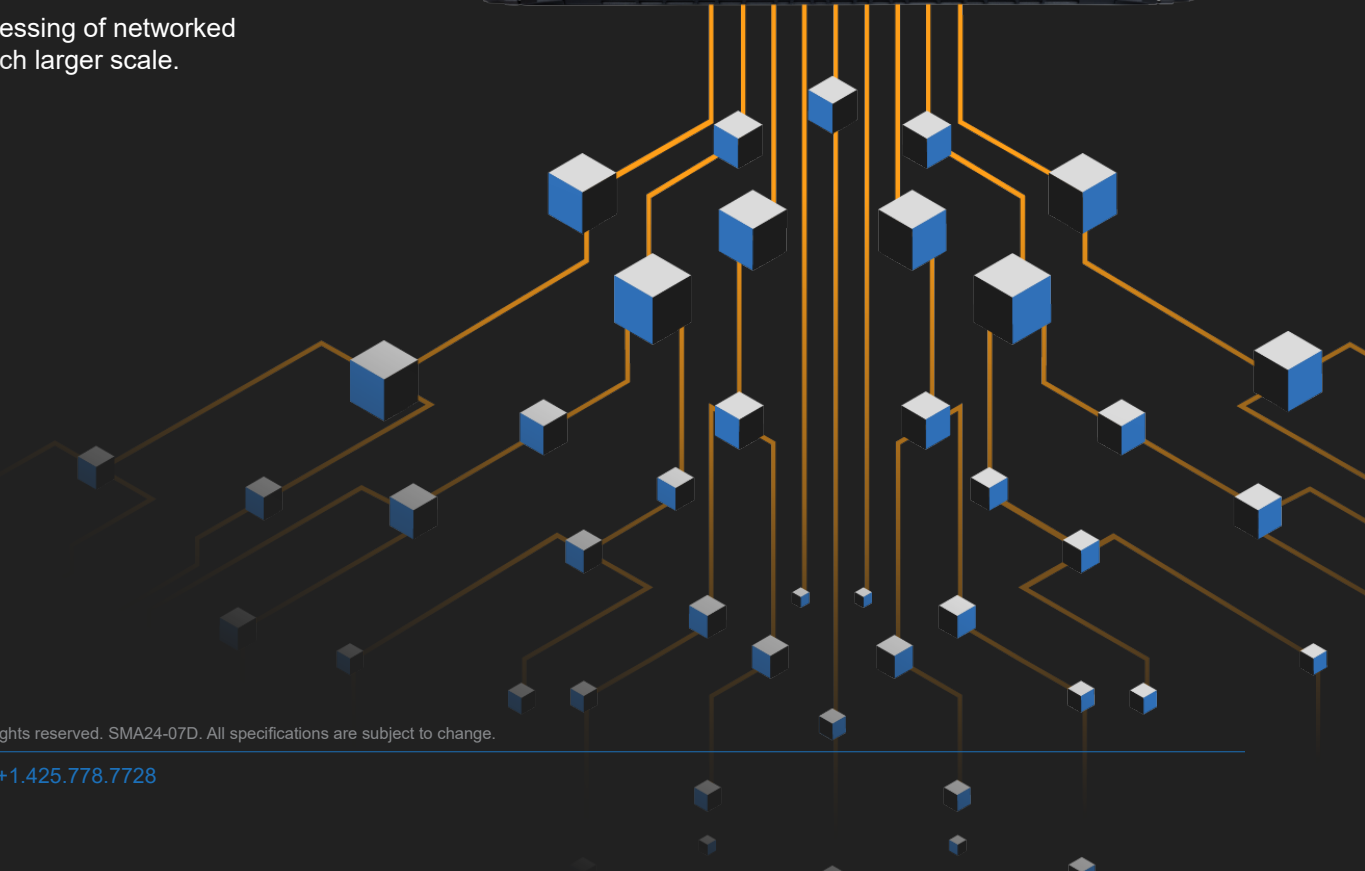 essing of networked
ch larger scale.
ghts reserved. SMA24-07D. All specifications are subject to change.
+1.425.778.7728